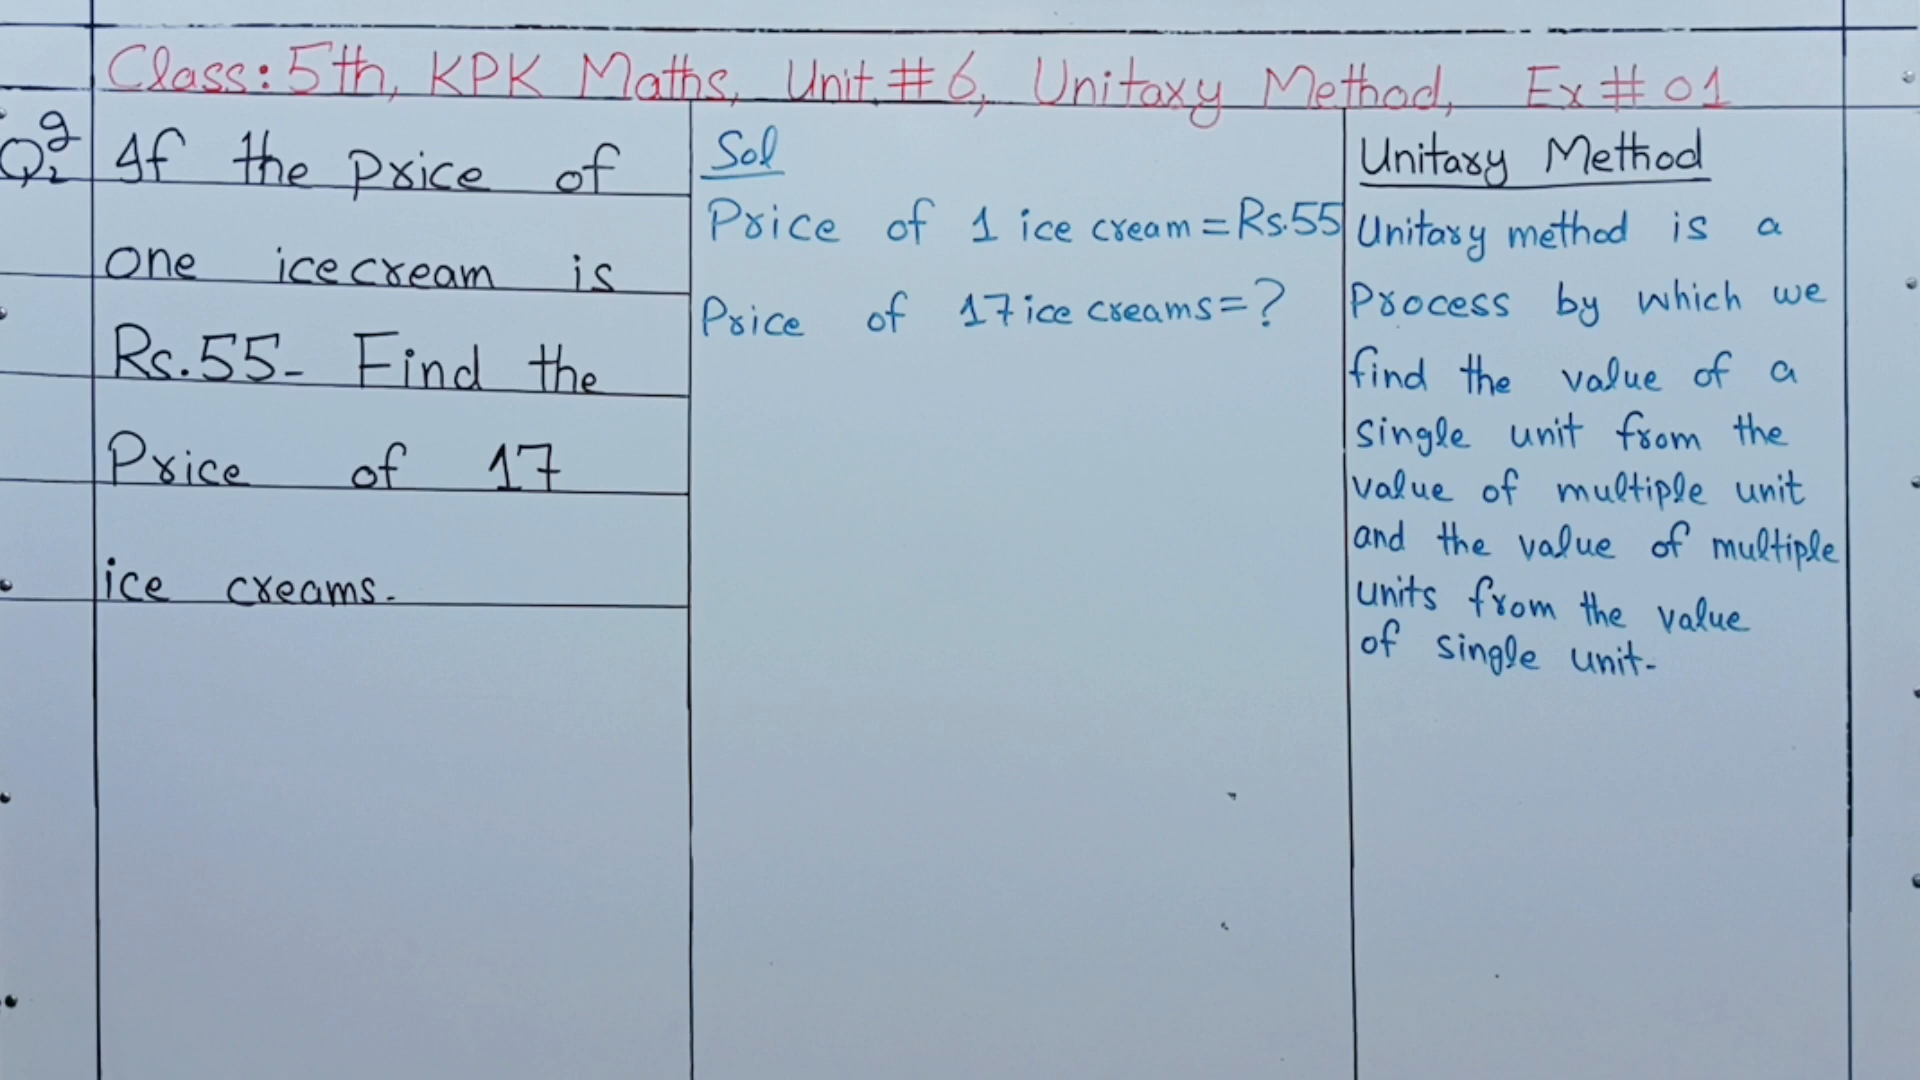 Class: 5th, KPK Maths, Unit # 6, Unitary Method, Ex # 01
Q2
If the price of
one icecream is
Rs.55- Find the
Price of 17
ice creams.
Sol
Price of 1 ice cream = Rs.55
Price of 17 ice creams = ?
Unitary Method
Unitary method is a
Process by which we
find the value of a
single unit from the
value of multiple unit
and the value of multiple
units from the value
of single unit-